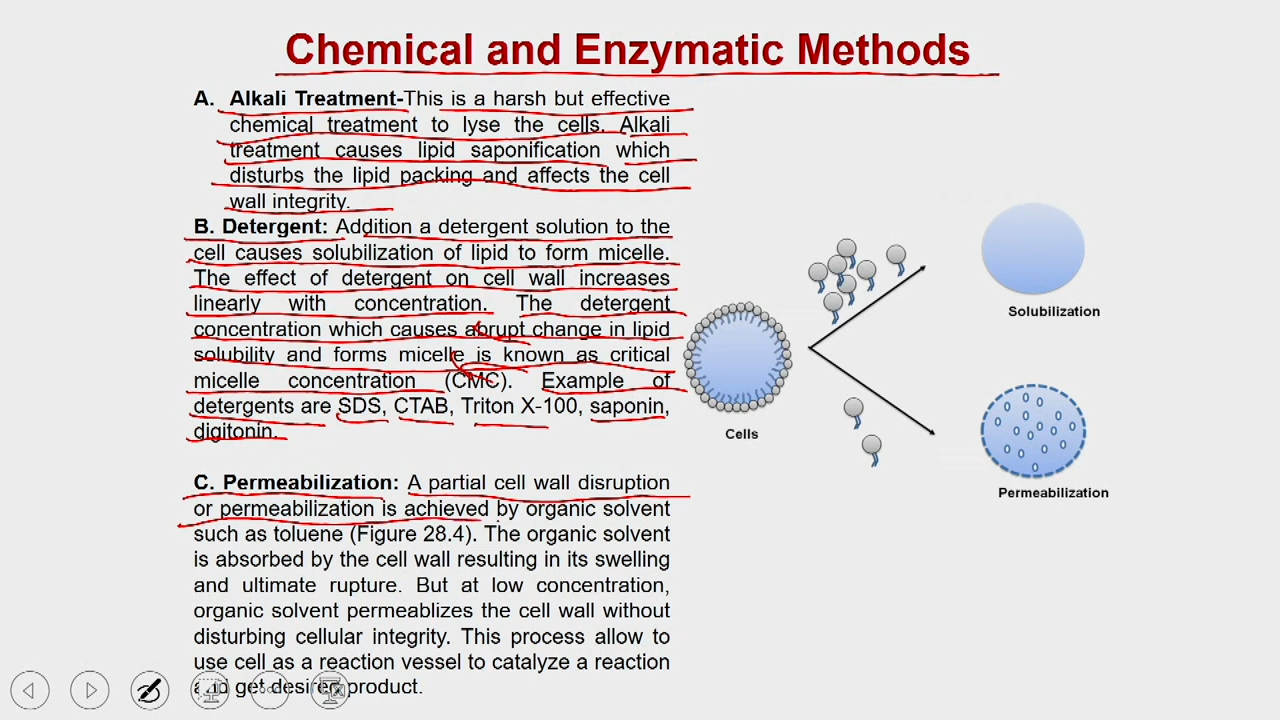 Chemical and Enzymatic Methods
A. Alkali Treatment-This is a harsh but effective
chemical treatment to lyse the cells. Alkali
treatment causes lipid saponification which
disturbs the lipid packing and affects the cell
wall integrity.
B. Detergent: Addition a detergent solution to the
cell causes solubilization of lipid to form micelle.
The effect of detergent on cell wall increases
linearly with concentration. The detergent
concentration which causes abrupt change in lipid
solubility and forms micelle is known as critical
micelle concentration (CMC). Example of
detergents are SDS, CTAB, Triton X-100, saponin,
digitonin.
C. Permeabilization: A partial cell wall disruption
or permeabilization is achieved by organic solvent
such as toluene (Figure 28.4). The organic solvent
is absorbed by the cell wall resulting in its swelling
and ultimate rupture. But at low concentration,
organic solvent permeablizes the cell wall without
disturbing cellular integrity. This process allow to
use cell as a reaction vessel to catalyze a reaction
and get desired product.
Cells
Solubilization
Permeabilization